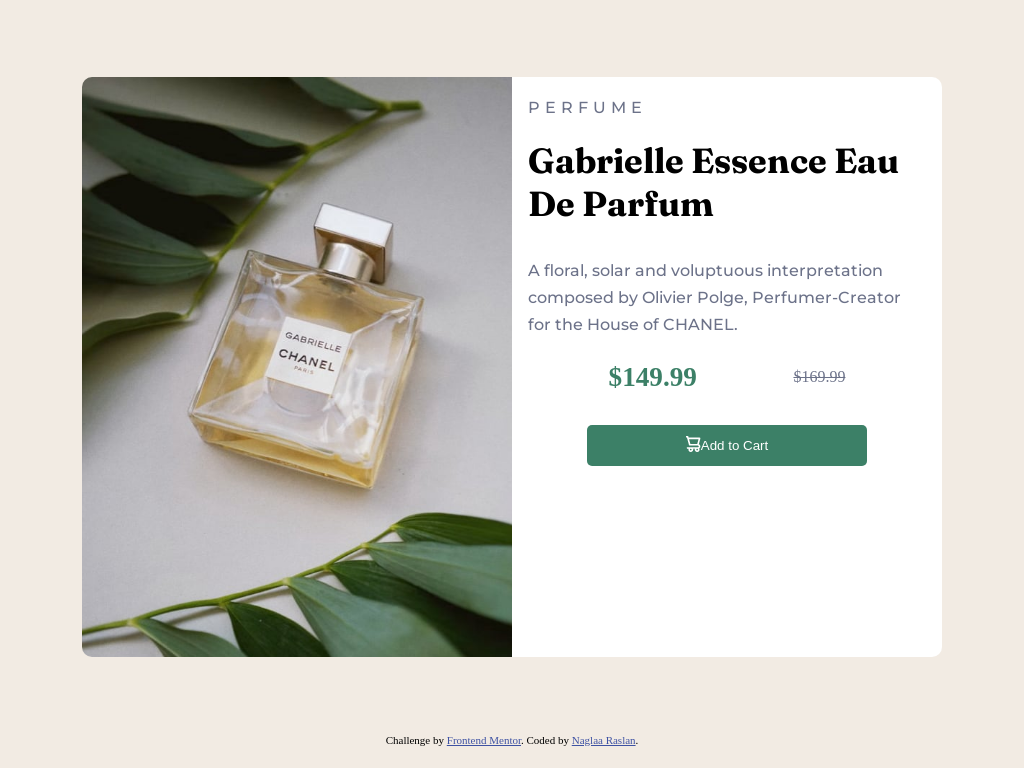 PERFUME
Gabrielle Essence Eau
De Parfum
A floral, solar and voluptuous interpretation
composed by Olivier Polge, Perfumer-Creator
for the House of CHANEL.
$149.99 $169.99
Add to Cart
GABRIELLE
CHANEL
PARIS
Challenge by Frontend Mentor. Coded by Naglaa Raslan.